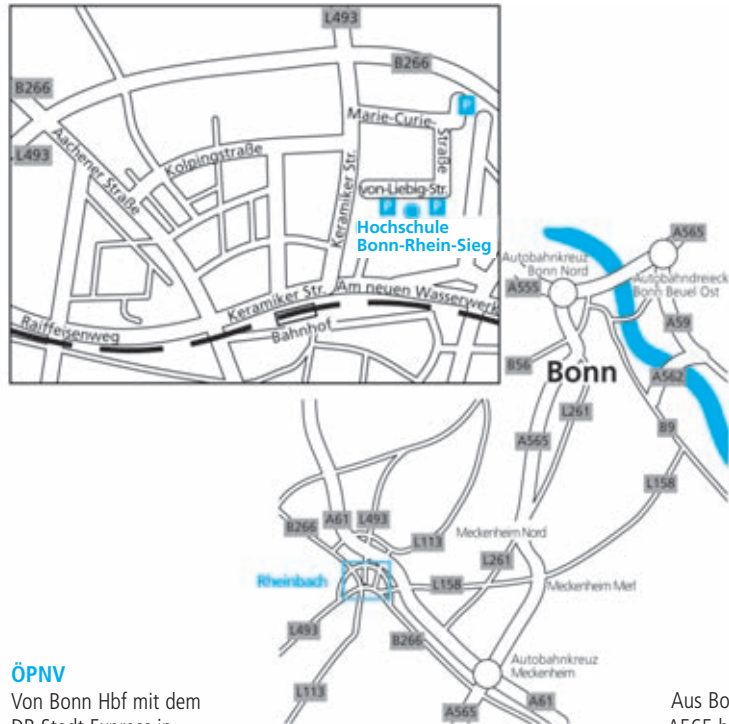 L493
B266
B266
Marie-Curie-
Straße
P
L493
Aachener Straße
Kolpingstraße
Keramiker Str.
von-Liebig-Str.
P
P
Hochschule
Bonn-Rhein-Sieg
Keramiker Str.
Am neuen Wasserwerk
Raiffeisenweg
Bahnhof
A565
Autobahnkreuz
Bonn Nord
Autobahndreieck
Bonn Beuel Ost
A555
A59
B56
Bonn
A562
L261
B9
A565
L158
B266
A61
L493
L113
Meckenheim Nord
L261
Rheinbach
L158
Meckenheim Merl
L493
B266
Autobahnkreuz
Meckenheim
L113
A61
A565
ÖPNV
Von Bonn Hbf mit dem
Aus Bo